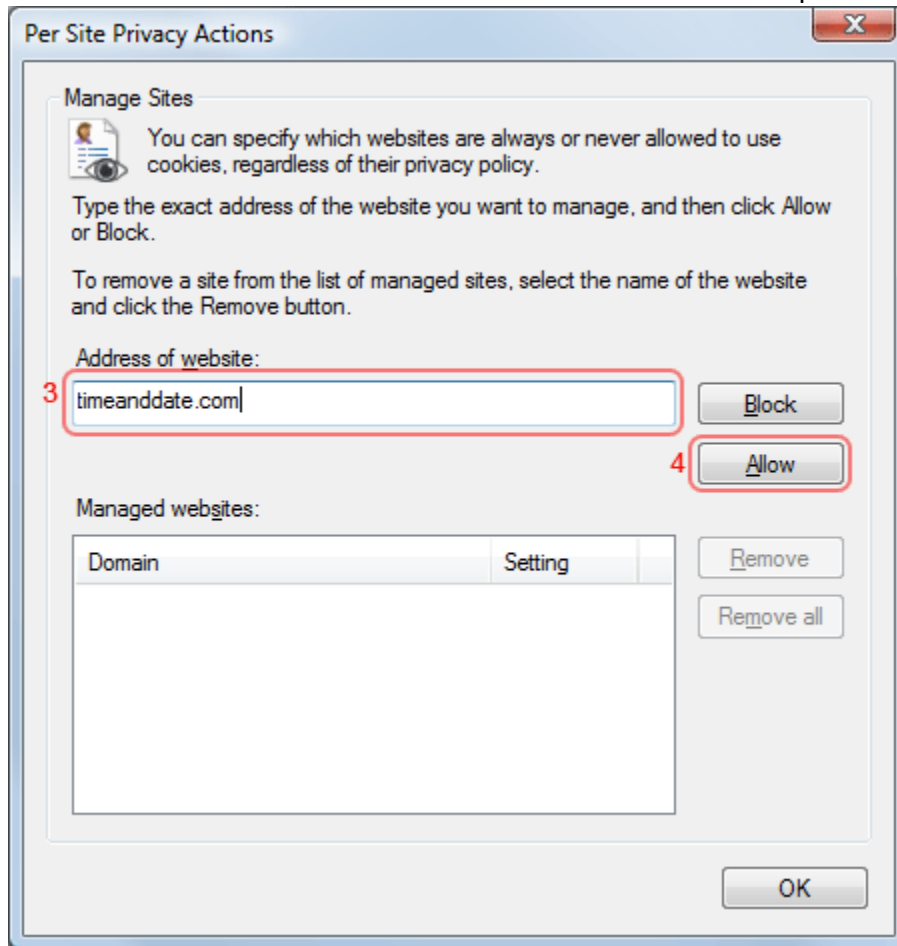 Per Site Privacy Actions
Manage Sites
You can specify which websites are always or never allowed to use
cookies, regardless of their privacy policy.
Type the exact address of the website you want to manage, and then click Allow
or Block.
To remove a site from the list of managed sites, select the name of the website
and click the Remove button.
Address of website:
3 timeanddate.com Block
4 Allow
Managed websites:
Domain Setting Remove
Remove all
OK